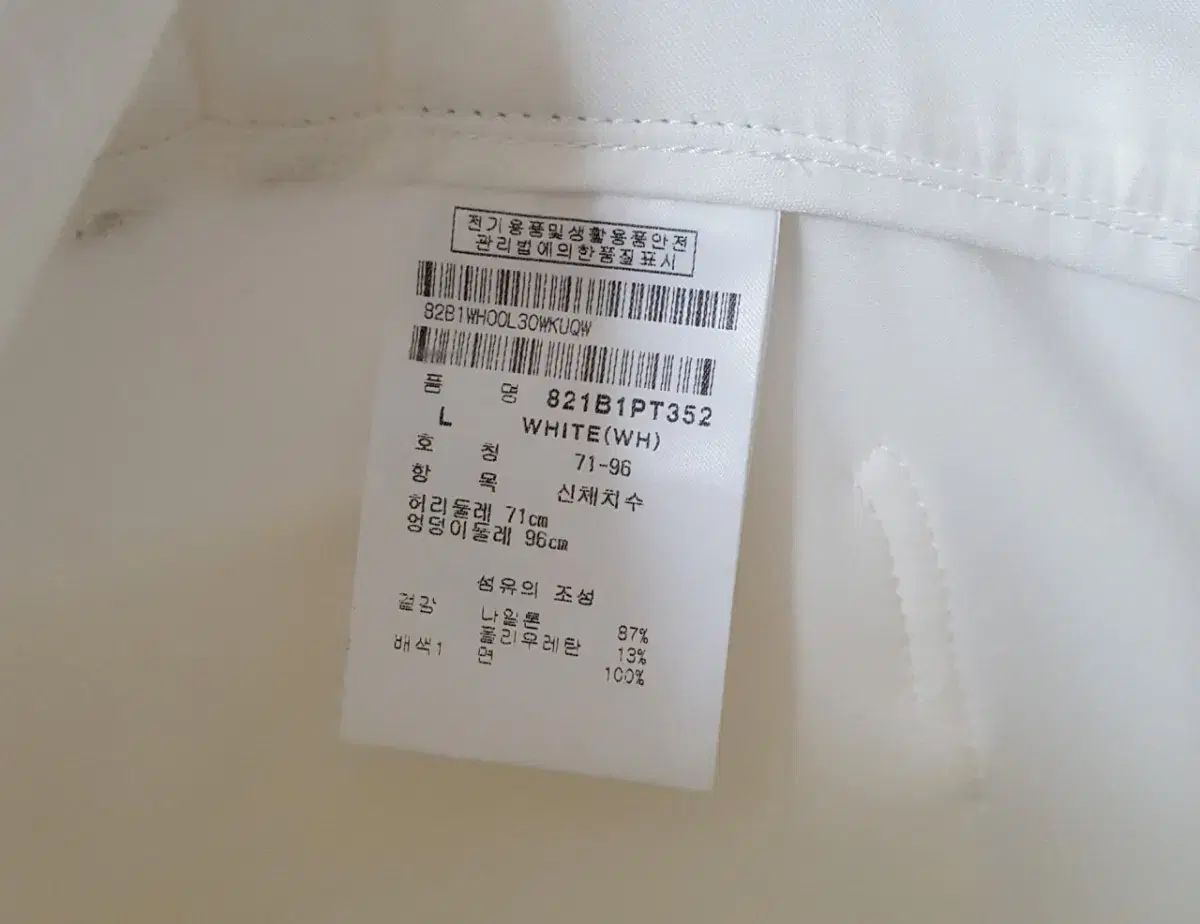 전기용품및생활용품안전
관리법에의한품질표시
82B1WH00L30WKUQW
품 명 821B1PT352
L WHITE(WH)
호 칭 71-96
항 목 신체치수
허리둘레 71㎝
엉덩이둘레 96㎝
섬유의 조성
겉감 나일론 87%
폴리우레탄 13%
배색1 면 100%